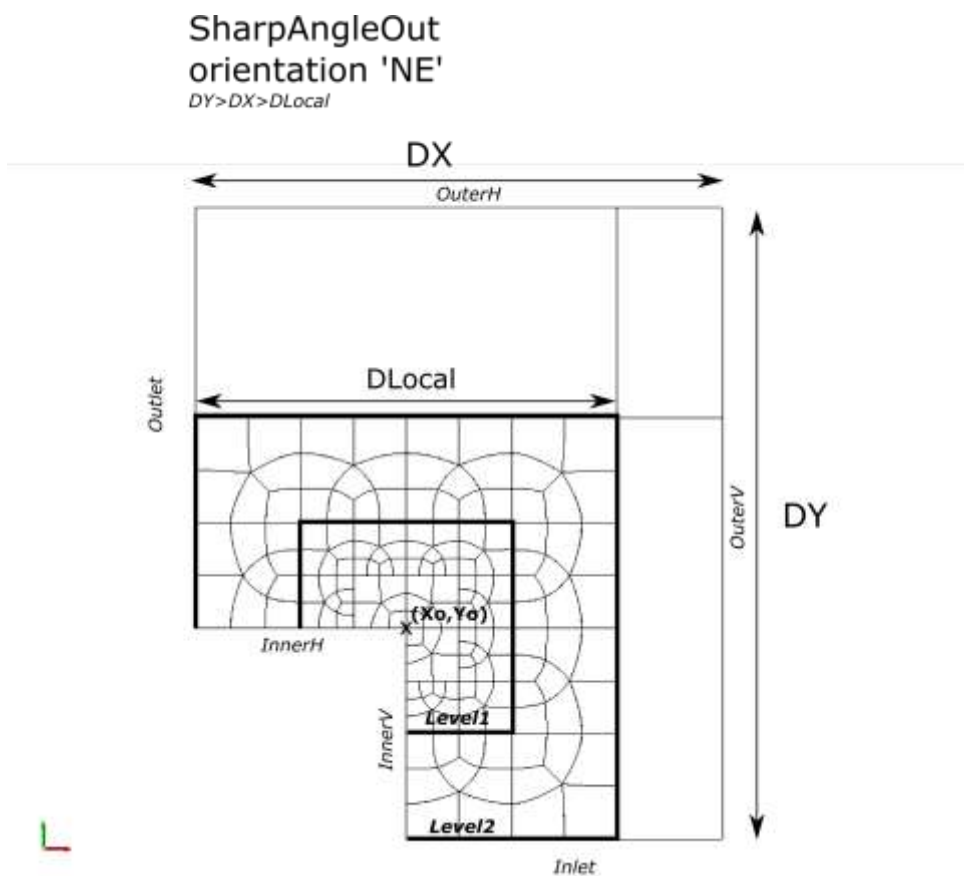 SharpAngleOut
orientation 'NE'
DY>DX>DLocal
DX
OuterH
DLocal
Outlet
OuterV
DY
(Xo,Yo)
InnerH
InnerV
Level1
Level2
Inlet